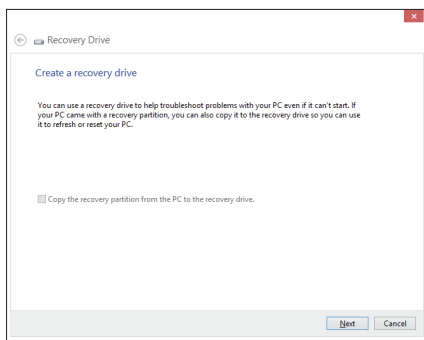 Recovery Drive
Create a recovery drive
You can use a recovery drive to help troubleshoot problems with your PC even if it can't start. If
your PC came with a recovery partition, you can also copy it to the recovery drive so you can use
it to refresh or reset your PC.
Copy the recovery partition from the PC to the recovery drive.
Next Cancel